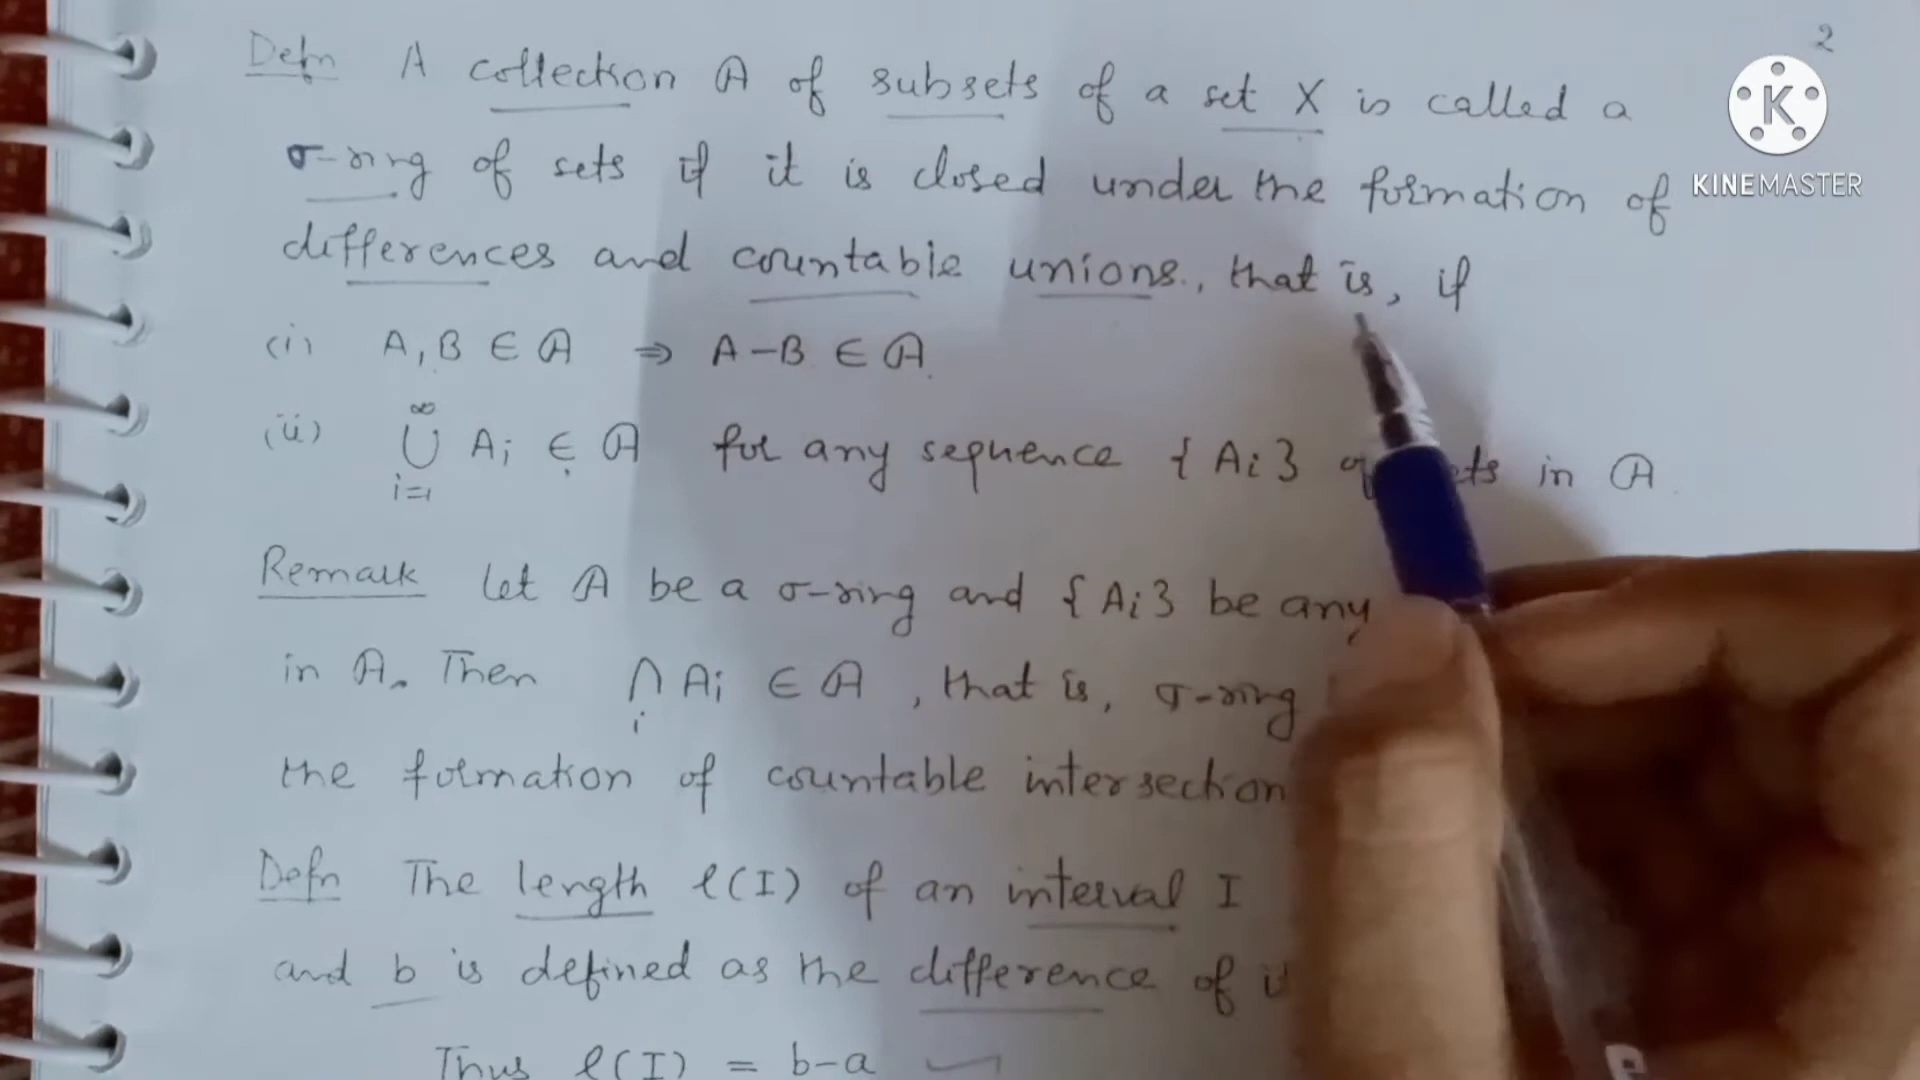 2
Defn A collection 𝒜 of subsets of a set X is called a
σ-ring of sets if it is closed under the formation of
KINEMASTER
differences and countable unions., that is, if
(i) A, B ∈ 𝒜 ⇒ A-B ∈ 𝒜.
(ii) ∞ ⋃ i=1 Ai ∈ 𝒜 for any sequence { Ai } in 𝒜.
Remark Let 𝒜 be a σ-ring and { Ai } be any
in 𝒜. Then ⋂ i Ai ∈ 𝒜, that is, σ-ring
the formation of countable intersection
Defn The length ℓ(I) of an interval I
and b is defined as the difference of
Thus ℓ(I) = b-a